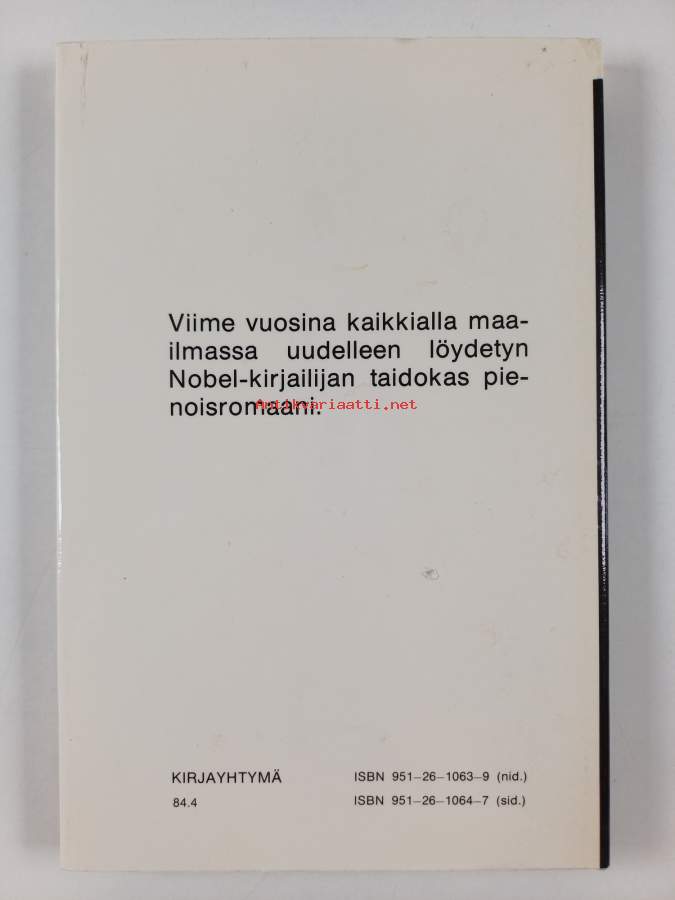 Viime vuosina kaikkialla maa-
ilmassa uudelleen löydetyn
Nobel-kirjailijan taidokas pie-
noisromaani.
Antikvariaatti.net
KIRJAYHTYMÄ
84.4
ISBN 951–26–1063–9 (nid.)
ISBN 951–26–1064–7 (sid.)